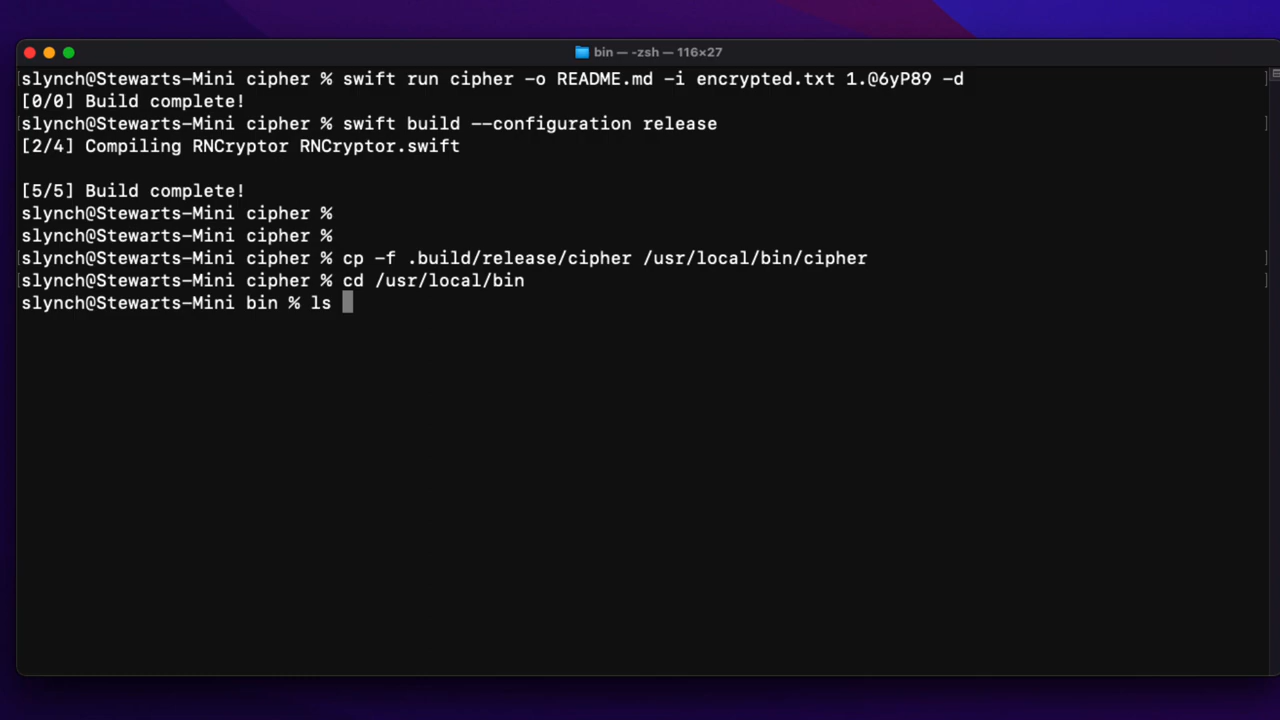 bin — -zsh — 116×27
[slynch@Stewarts-Mini cipher % swift run cipher -o README.md -i encrypted.txt 1.@6yP89 -d ]
[0/0] Build complete!
[slynch@Stewarts-Mini cipher % swift build --configuration release ]
[2/4] Compiling RNCryptor RNCryptor.swift
[5/5] Build complete!
slynch@Stewarts-Mini cipher %
slynch@Stewarts-Mini cipher %
[slynch@Stewarts-Mini cipher % cp -f .build/release/cipher /usr/local/bin/cipher ]
[slynch@Stewarts-Mini cipher % cd /usr/local/bin ]
slynch@Stewarts-Mini bin % ls